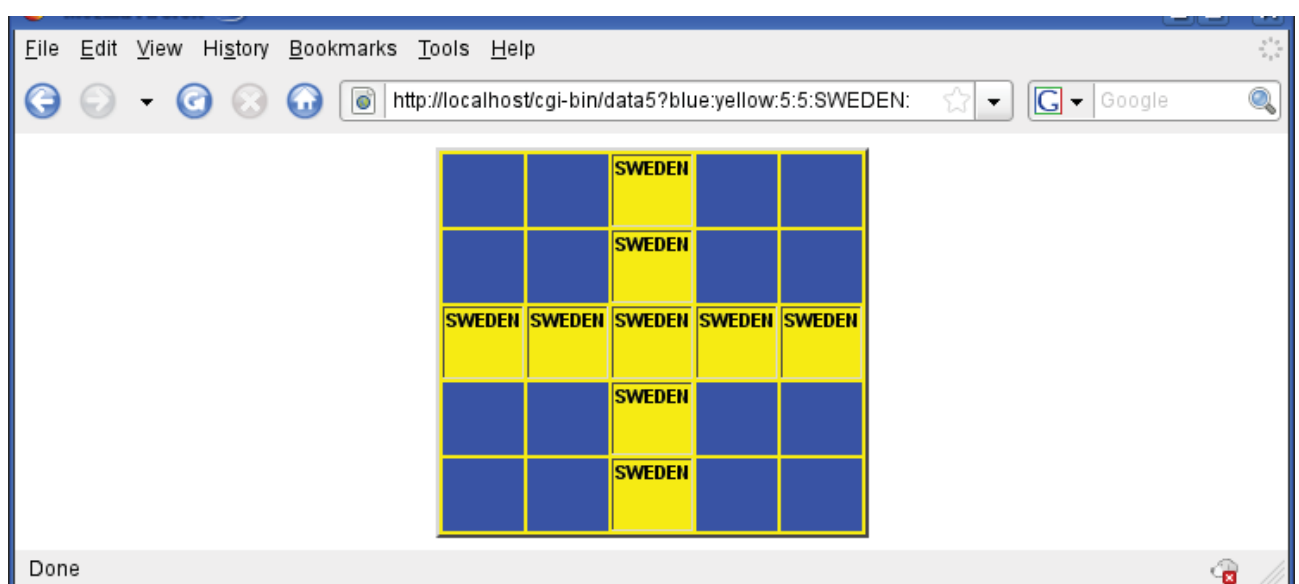 File Edit View History Bookmarks Tools Help
http://localhost/cgi-bin/data5?blue:yellow:5:5:SWEDEN: G Google
SWEDEN
SWEDEN
SWEDEN SWEDEN SWEDEN SWEDEN SWEDEN
SWEDEN
SWEDEN
Done